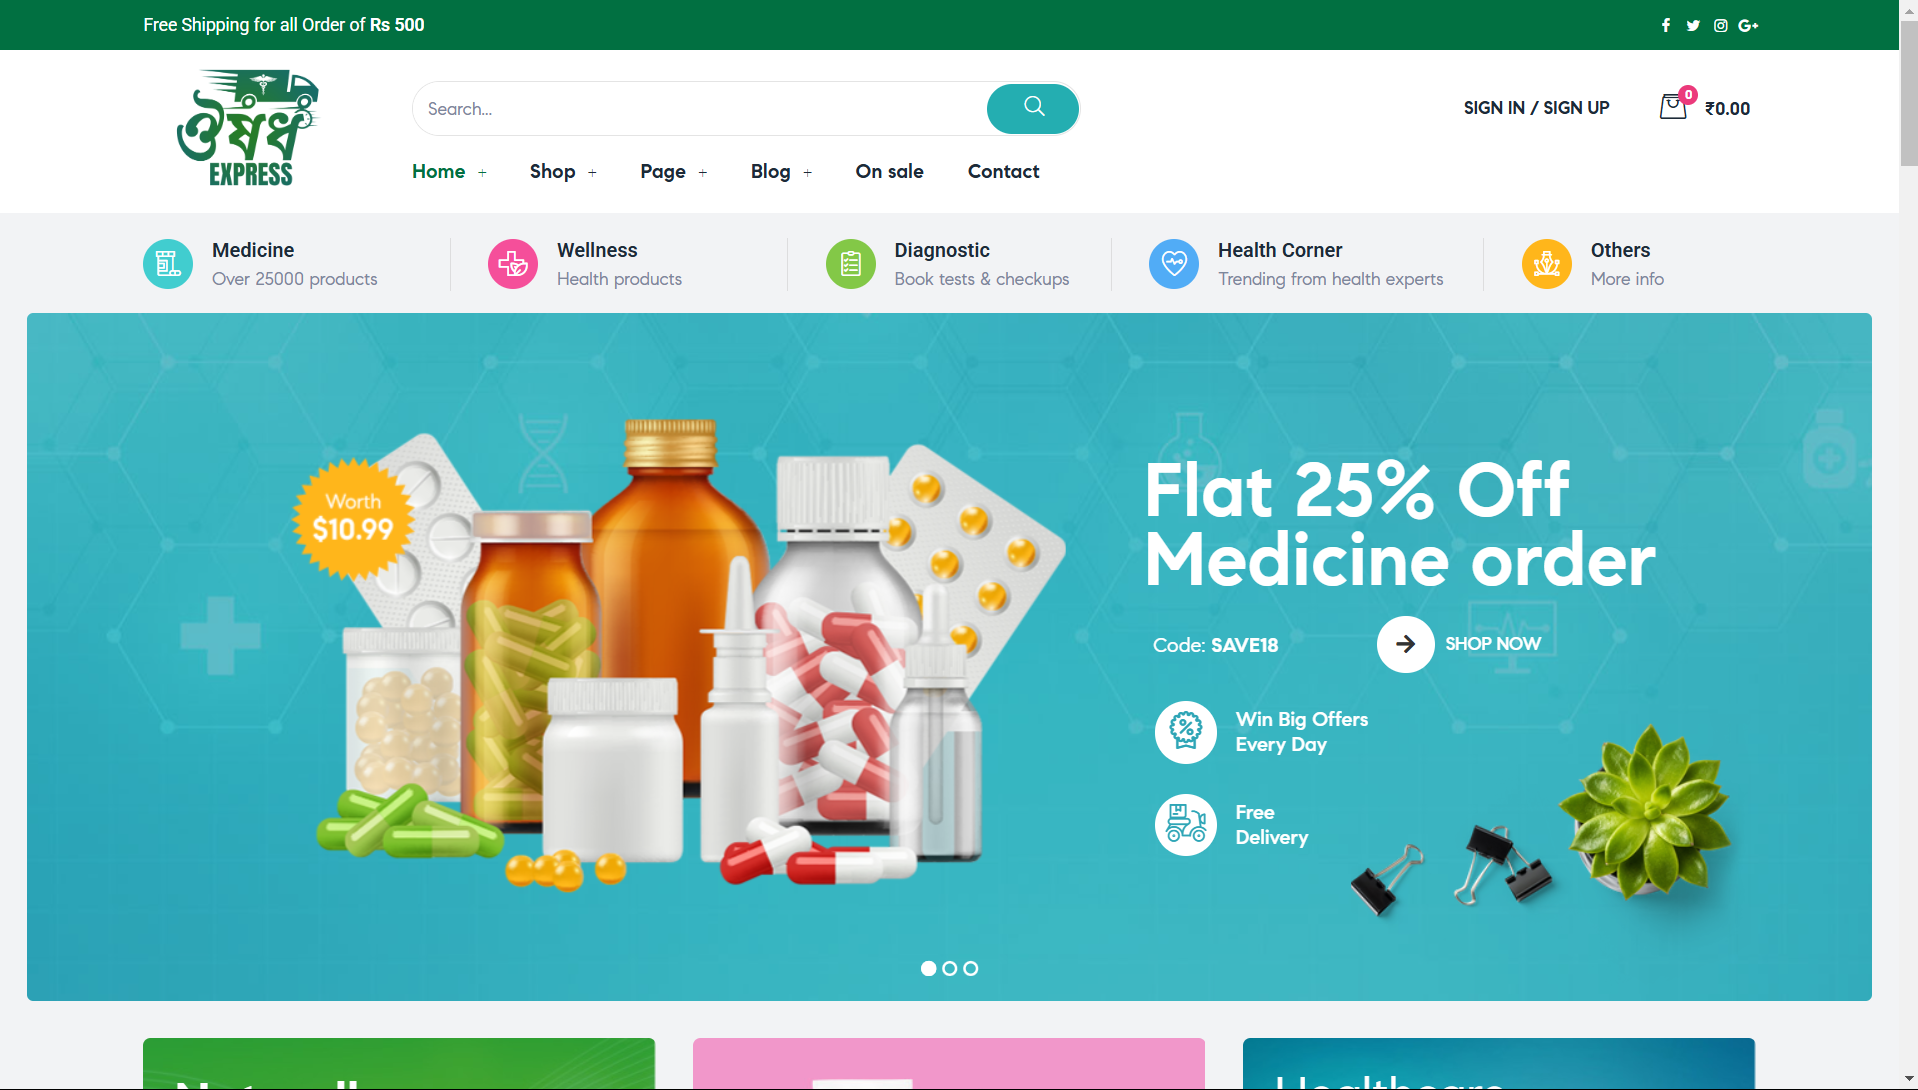 Free Shipping for all Order of Rs 500
ঔষধ
EXPRESS
Search...
SIGN IN / SIGN UP
0
₹0.00
Home + Shop + Page + Blog + On sale Contact
Medicine
Over 25000 products
Wellness
Health products
Diagnostic
Book tests & checkups
Health Corner
Trending from health experts
Others
More info
Worth
$10.99
Flat 25% Off
Medicine order
Code: SAVE18
SHOP NOW
Win Big Offers
Every Day
Free
Delivery
Healthcare